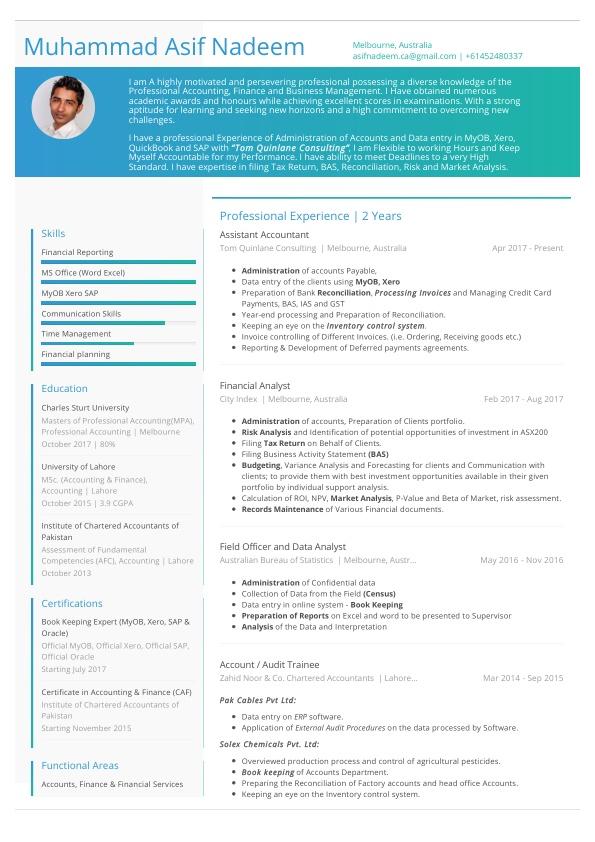 Muhammad Asif Nadeem
Melbourne, Australia
asifnadeem.ca@gmail.com | +61452480337
I am A highly motivated and persevering professional possessing a diverse knowledge of the
Professional Accounting, Finance and Business Management. I Have obtained numerous
academic awards and honours while achieving excellent scores in examinations. With a strong
aptitude for learning and seeking new horizons and a high commitment to overcoming new
challenges.
I have a professional Experience of Administration of Accounts and Data entry in MyOB, Xero,
QuickBook and SAP with "Tom Quinlane Consulting", I am Flexible to working Hours and Keep
Myself Accountable for my Performance. I have ability to meet Deadlines to a very High
Standard. I have expertise in filing Tax Return, BAS, Reconciliation, Risk and Market Analysis.
Skills
Financial Reporting
MS Office (Word Excel)
MyOB Xero SAP
Communication Skills
Time Management
Financial planning
Education
Charles Sturt University
Masters of Professional Accounting(MPA),
Professional Accounting | Melbourne
October 2017 | 80%
University of Lahore
MSc. (Accounting & Finance),
Accounting | Lahore
October 2015 | 3.9 CGPA
Institute of Chartered Accountants of
Pakistan
Assessment of Fundamental
Competencies (AFC), Accounting | Lahore
October 2013
Certifications
Book Keeping Expert (MyOB, Xero, SAP &
Oracle)
Official MyOB, Official Xero, Official SAP,
Official Oracle
Starting July 2017
Certificate in Accounting & Finance (CAF)
Institute of Chartered Accountants of
Pakistan
Starting November 2015
Functional Areas
Accounts, Finance & Financial Services
Professional Experience | 2 Years
Assistant Accountant
Tom Quinlane Consulting | Melbourne, Australia Apr 2017 - Present
• Administration of accounts Payable,
• Data entry of the clients using MyOB, Xero
• Preparation of Bank Reconciliation, Processing Invoices and Managing Credit Card
Payments, BAS, IAS and GST
• Year-end processing and Preparation of Reconciliation.
• Keeping an eye on the Inventory control system.
• Invoice controlling of Different Invoices. (i.e. Ordering, Receiving goods etc.)
• Reporting & Development of Deferred payments agreements.
Financial Analyst
City Index | Melbourne, Australia Feb 2017 - Aug 2017
• Administration of accounts, Preparation of Clients portfolio.
• Risk Analysis and Identification of potential opportunities of investment in ASX200
• Filing Tax Return on Behalf of Clients.
• Filing Business Activity Statement (BAS)
• Budgeting, Variance Analysis and Forecasting for clients and Communication with
clients; to provide them with best investment opportunities available in their given
portfolio by individual support analysis.
• Calculation of ROI, NPV, Market Analysis, P-Value and Beta of Market, risk assessment.
• Records Maintenance of Various Financial documents.
Field Officer and Data Analyst
Australian Bureau of Statistics | Melbourne, Austr... May 2016 - Nov 2016
• Administration of Confidential data
• Collection of Data from the Field (Census)
• Data entry in online system - Book Keeping
• Preparation of Reports on Excel and word to be presented to Supervisor
• Analysis of the Data and Interpretation
Account / Audit Trainee
Zahid Noor & Co. Chartered Accountants | Lahore... Mar 2014 - Sep 2015
Pak Cables Pvt Ltd:
• Data entry on ERP software.
• Application of External Audit Procedures on the data processed by Software.
Solex Chemicals Pvt. Ltd:
• Overviewed production process and control of agricultural pesticides.
• Book keeping of Accounts Department.
• Preparing the Reconciliation of Factory accounts and head office Accounts.
• Keeping an eye on the Inventory control system.